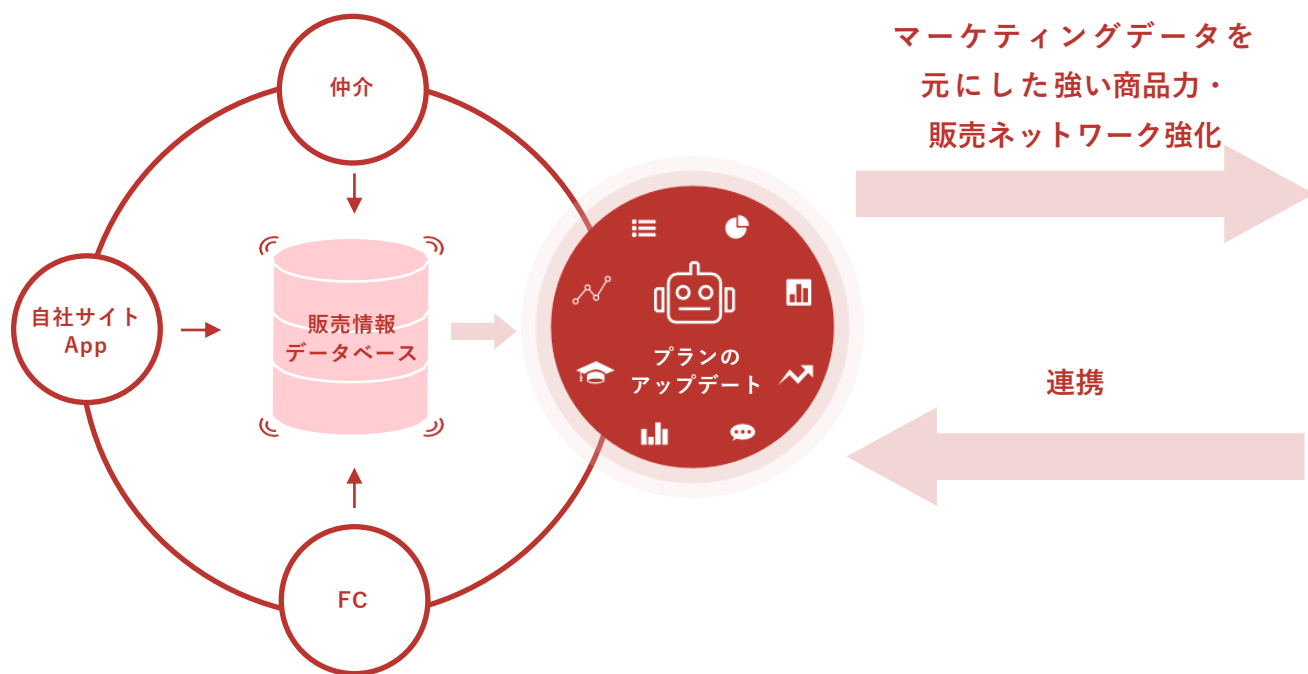 仲介
自社サイト
App
販売情報
データベース
FC
プランの
アップデート
マーケティングデータを
元にした強い商品力・
販売ネットワーク強化
連携